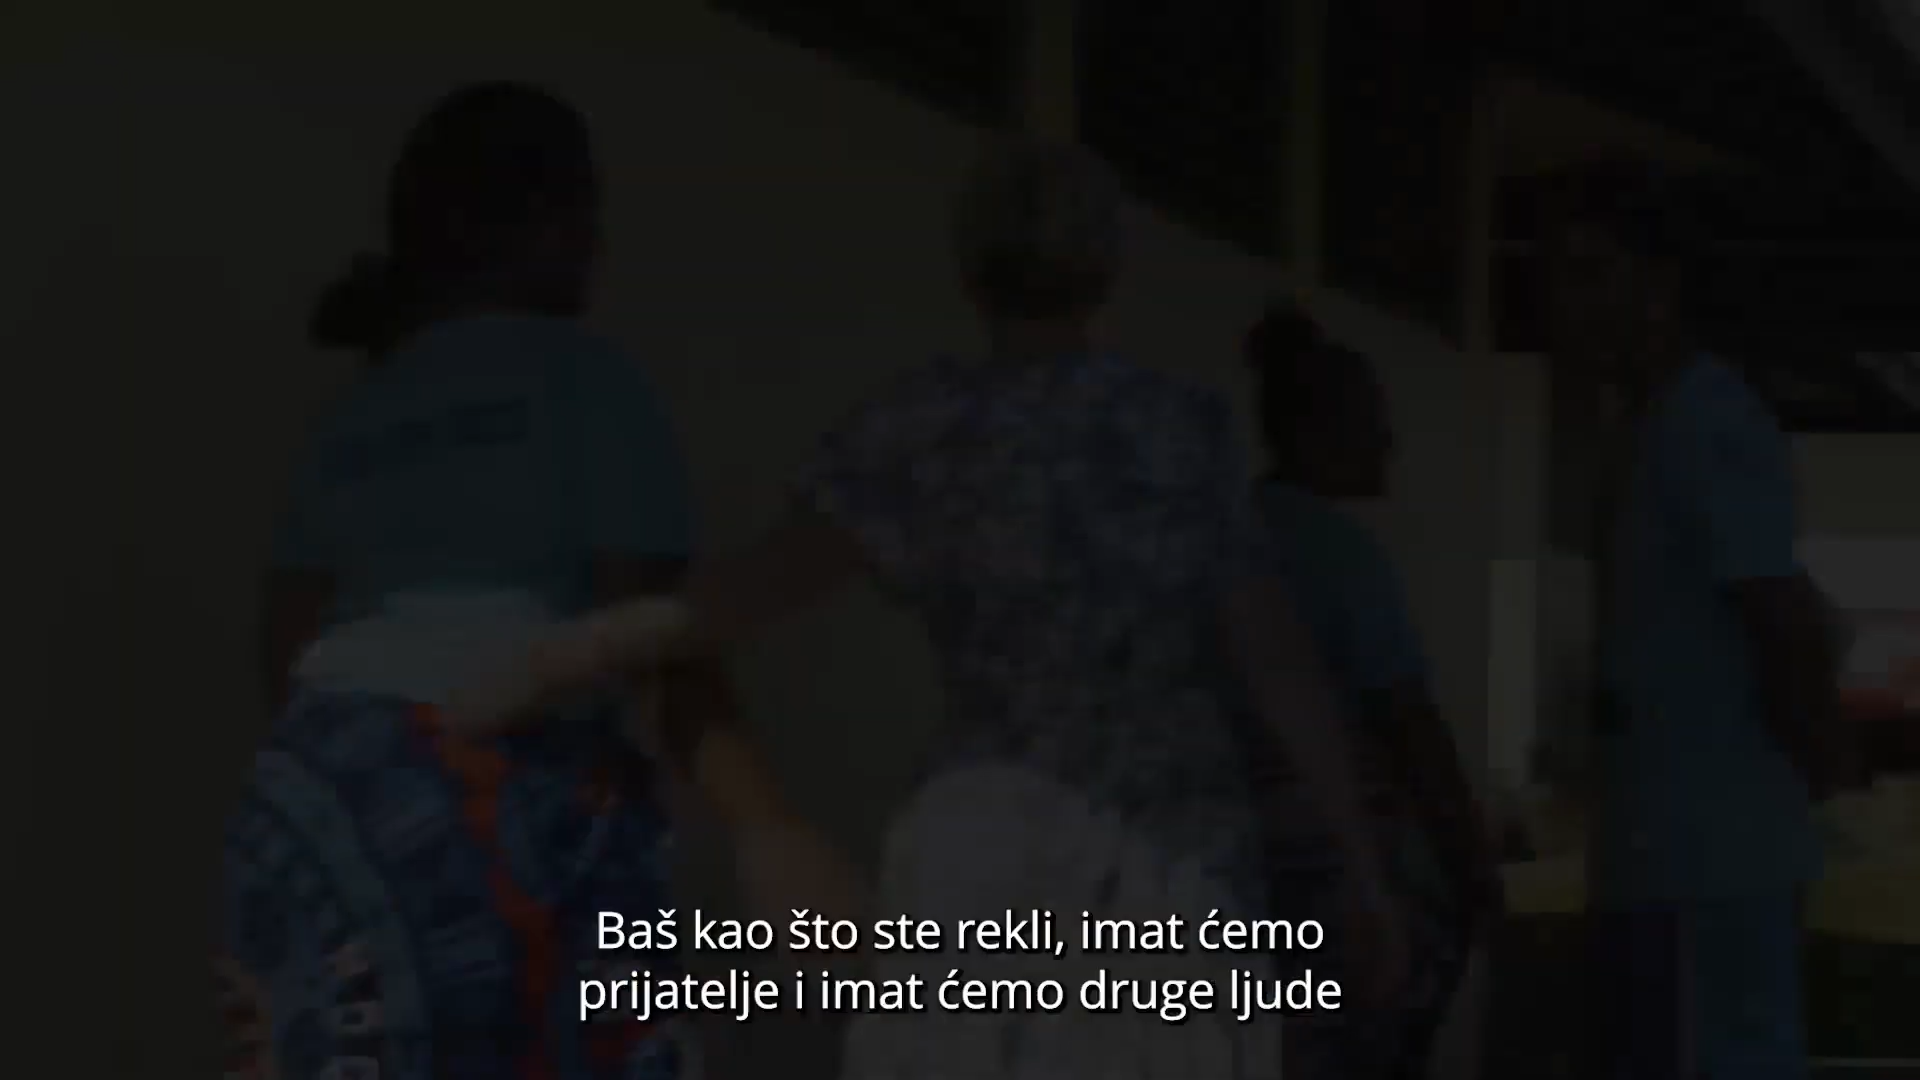 Baš kao što ste rekli, imat ćemo
prijatelje i imat ćemo druge ljude